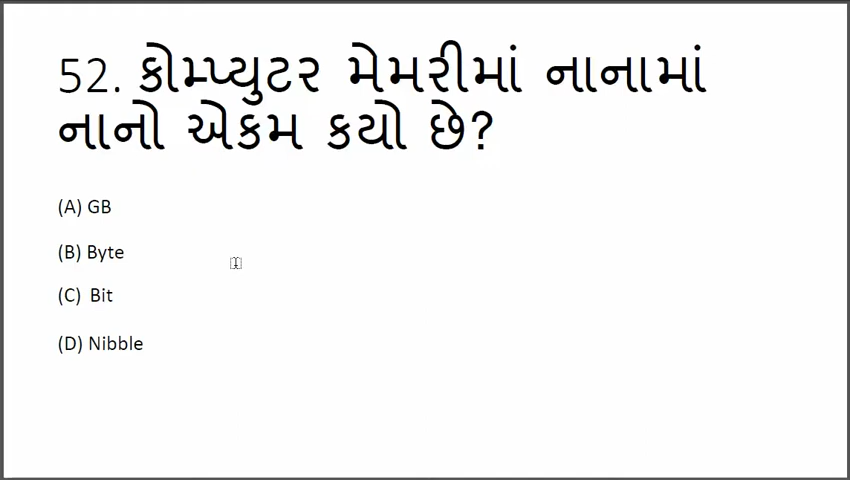 52. કોમ્પ્યુટર મેમરીમાં નાનામાં
નાનો એકમ કયો છે?
(A) GB
(B) Byte
(C) Bit
(D) Nibble